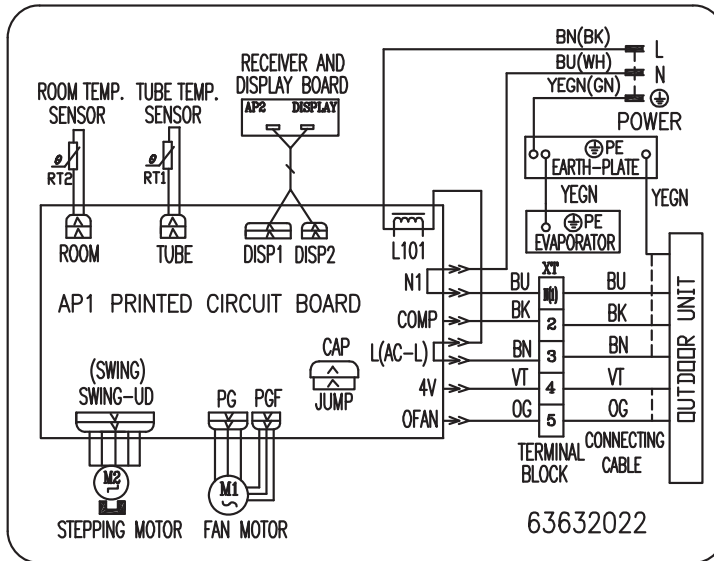 BN(BK)
L
BU(WH)
N
YEGN(GN)
POWER
RECEIVER AND
DISPLAY BOARD
AP2 DISPLAY
ROOM TEMP.
SENSOR
TUBE TEMP.
SENSOR
θ
RT2
θ
RT1
PE
EARTH-PLATE
YEGN
YEGN
PE
EVAPORATOR
ROOM
TUBE
DISP1
DISP2
L101
AP1 PRINTED CIRCUIT BOARD
N1
COMP
L(AC-L)
4V
OFAN
XT
BU
N(1)
BU
BK
2
BK
BN
3
BN
VT
4
VT
OG
5
OG
TERMINAL
BLOCK
CONNECTING
CABLE
OUTDOOR UNIT
CAP
JUMP
(SWING)
SWING-UD
PG
PGF
M2
M1
STEPPING MOTOR
FAN MOTOR
63632022